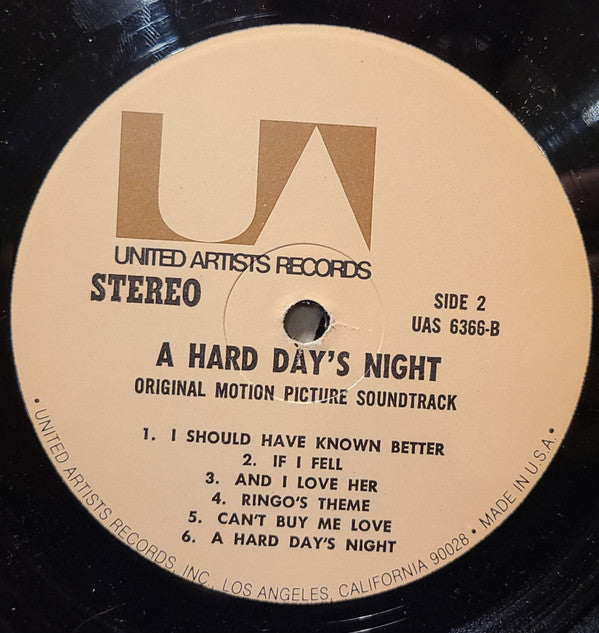 UA
UNITED ARTISTS RECORDS
STEREO
SIDE 2
UAS 6366-B
A HARD DAY'S NIGHT
ORIGINAL MOTION PICTURE SOUNDTRACK
1. I SHOULD HAVE KNOWN BETTER
2. IF I FELL
3. AND I LOVE HER
4. RINGO'S THEME
5. CAN'T BUY ME LOVE
6. A HARD DAY'S NIGHT
• UNITED ARTISTS RECORDS, INC., LOS ANGELES, CALIFORNIA 90028 • MADE IN U.S.A. •